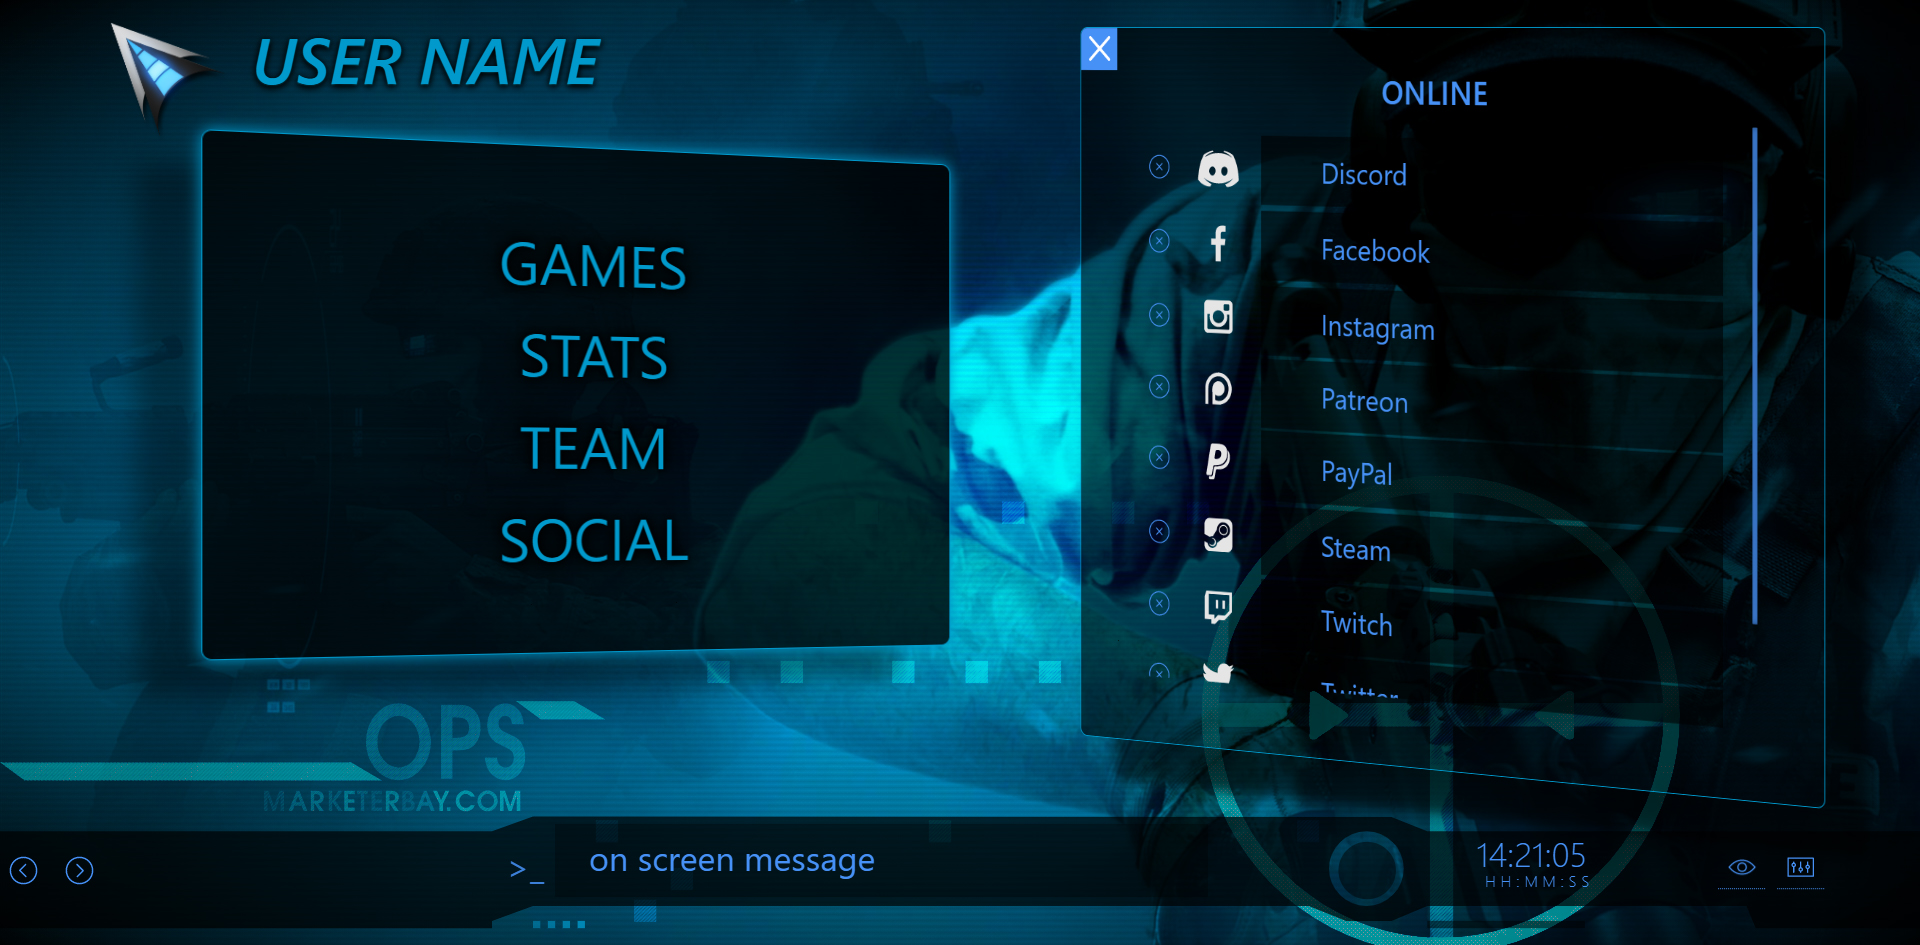 USER NAME
GAMES
STATS
TEAM
SOCIAL
ONLINE
Discord
Facebook
Instagram
Patreon
PayPal
Steam
Twitch
Twitter
OPS
MARKETERBAY.COM
>_ on screen message
14:21:05
HH:MM:SS